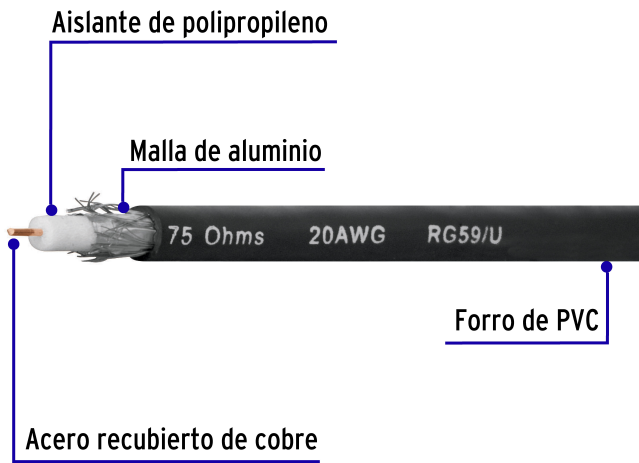 Aislante de polipropileno
Malla de aluminio
75 Ohms 20AWG RG59/U
Forro de PVC
Acero recubierto de cobre